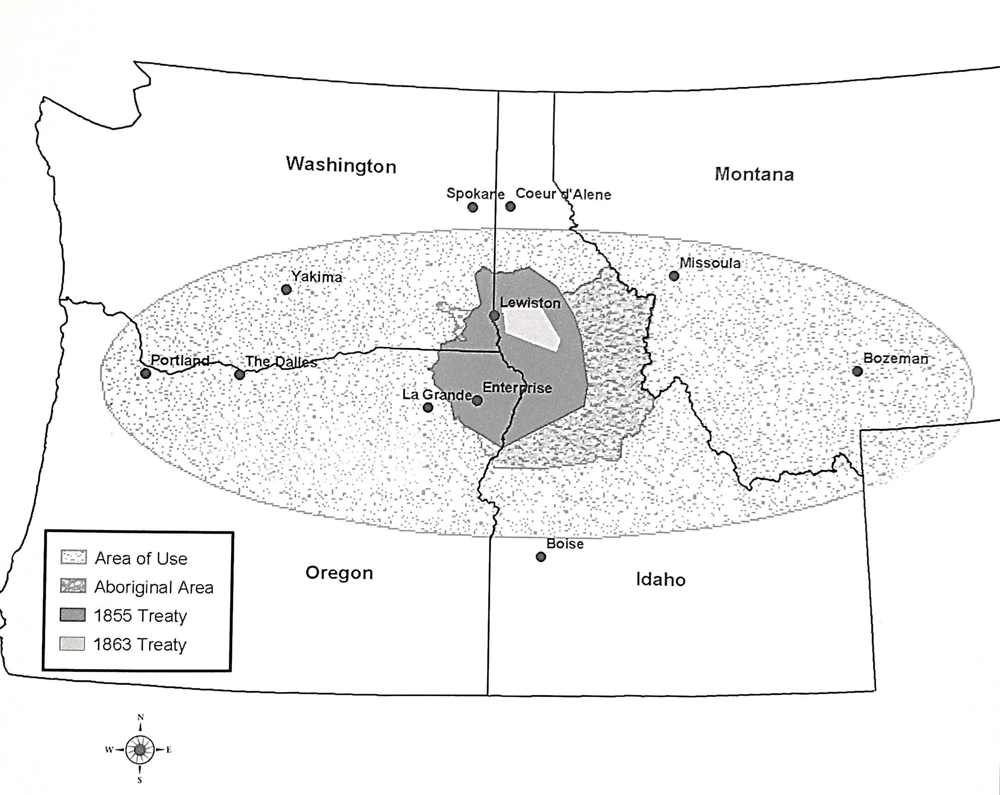 Washington
Montana
Spokane
Coeur d'Alene
Missoula
Yakima
Lewiston
Portland
The Dalles
Bozeman
Enterprise
La Grande
Boise
Oregon
Idaho
Area of Use
Aboriginal Area
1855 Treaty
1863 Treaty
N
W
E
S